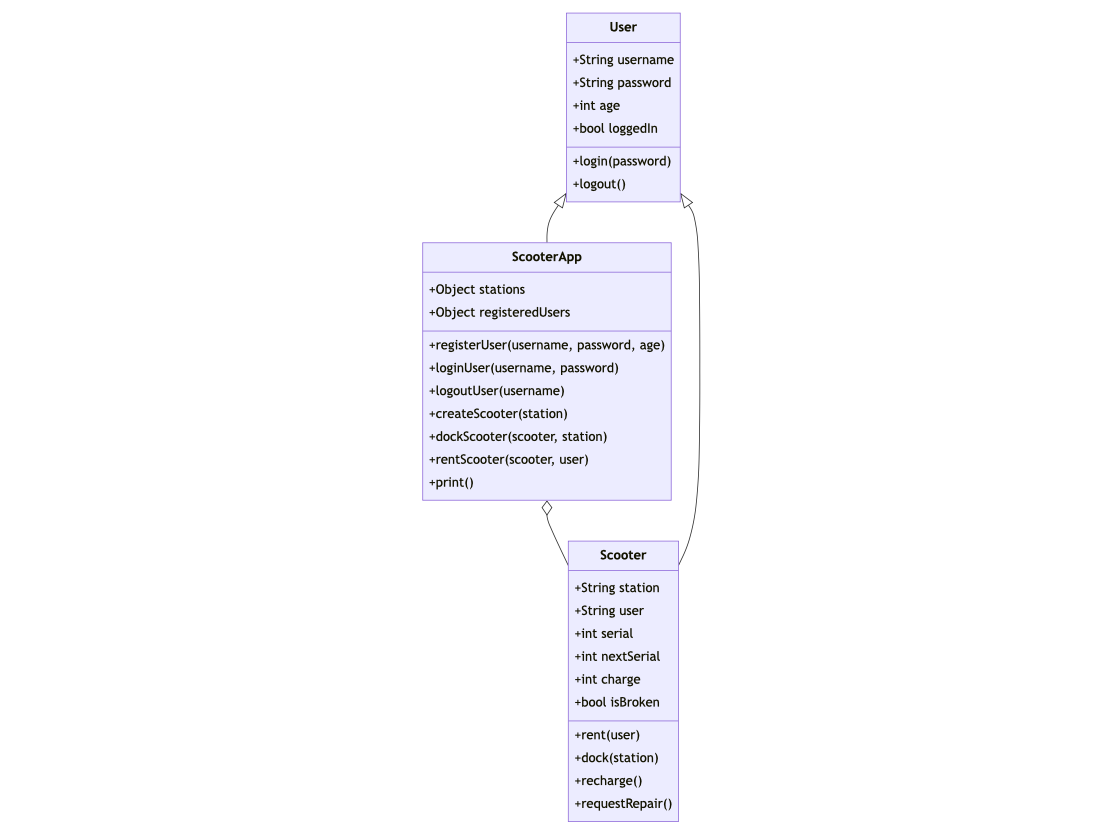 User
+String username
+String password
+int age
+bool loggedIn
+login(password)
+logout()
ScooterApp
+Object stations
+Object registeredUsers
+registerUser(username, password, age)
+loginUser(username, password)
+logoutUser(username)
+createScooter(station)
+dockScooter(scooter, station)
+rentScooter(scooter, user)
+print()
Scooter
+String station
+String user
+int serial
+int nextSerial
+int charge
+bool isBroken
+rent(user)
+dock(station)
+recharge()
+requestRepair()